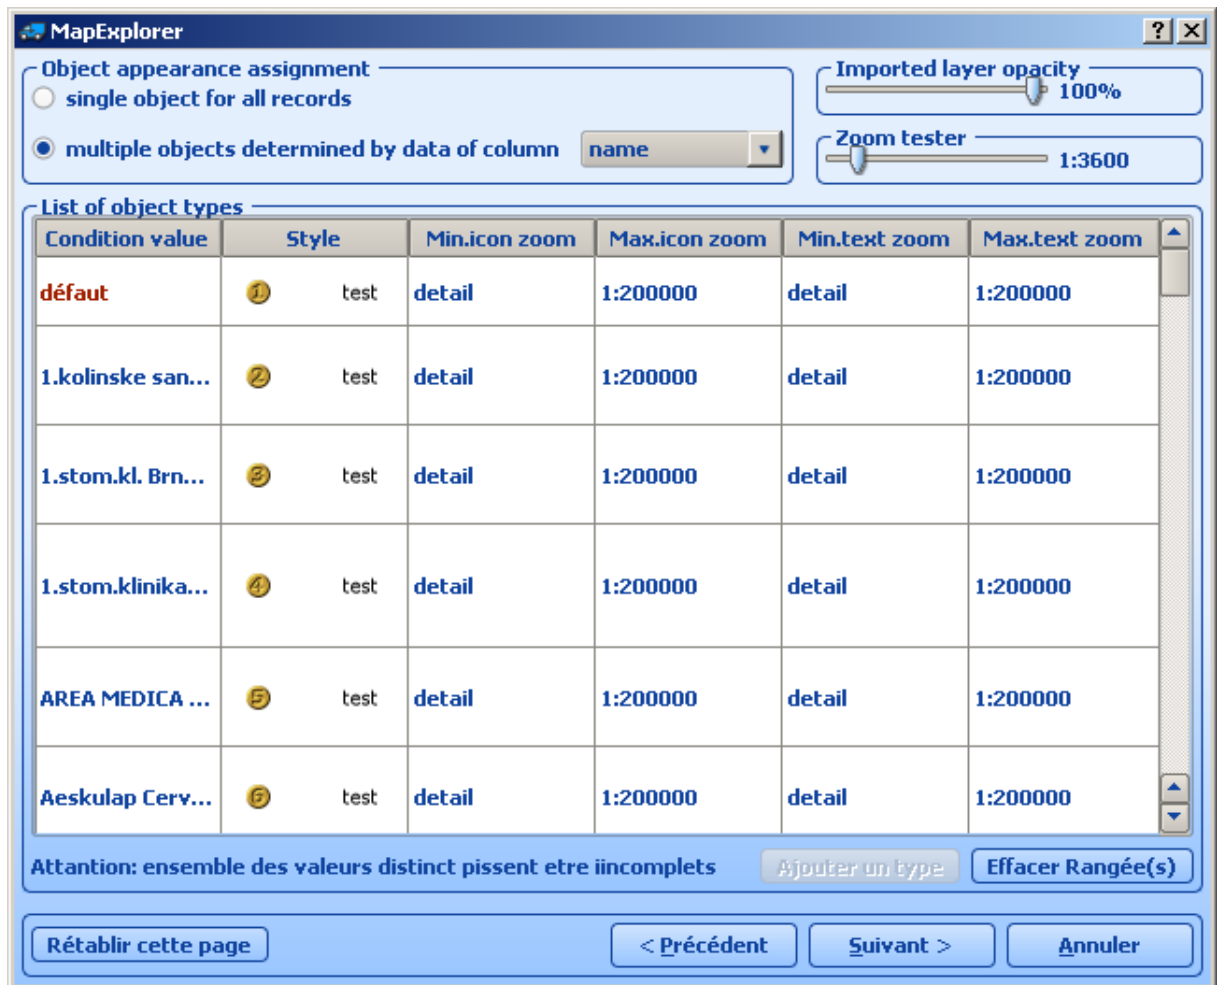 MapExplorer
Object appearance assignment
single object for all records
multiple objects determined by data of column name
Imported layer opacity
100%
Zoom tester
1:3600
List of object types
Condition value Style Min.icon zoom Max.icon zoom Min.text zoom Max.text zoom
défaut 1 test detail 1:200000 detail 1:200000
1.kolinske san... 2 test detail 1:200000 detail 1:200000
1.stom.kl. Brn... 3 test detail 1:200000 detail 1:200000
1.stom.klinika... 4 test detail 1:200000 detail 1:200000
AREA MEDICA ... 5 test detail 1:200000 detail 1:200000
Aeskulap Cerv... 6 test detail 1:200000 detail 1:200000
Attantion: ensemble des valeurs distinct pissent etre iincomplets Ajouter un type Effacer Rangée(s)
Rétablir cette page < Précédent Suivant > Annuler